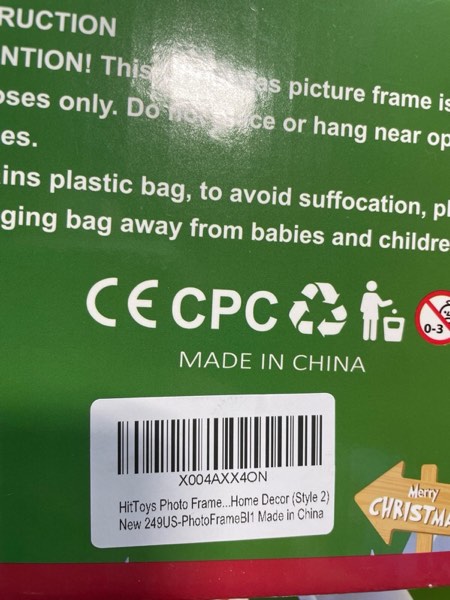 RUCTION
NTION! This picture frame is
oses only. Do or hang near op
es.
ins plastic bag, to avoid suffocation, pl
ging bag away from babies and childre
CE CPC
0-3
MADE IN CHINA
X004AXX4ON
HitToys Photo Frame...Home Decor (Style 2)
New 249US-PhotoFrameBl1 Made in China
Merry
CHRISTMA